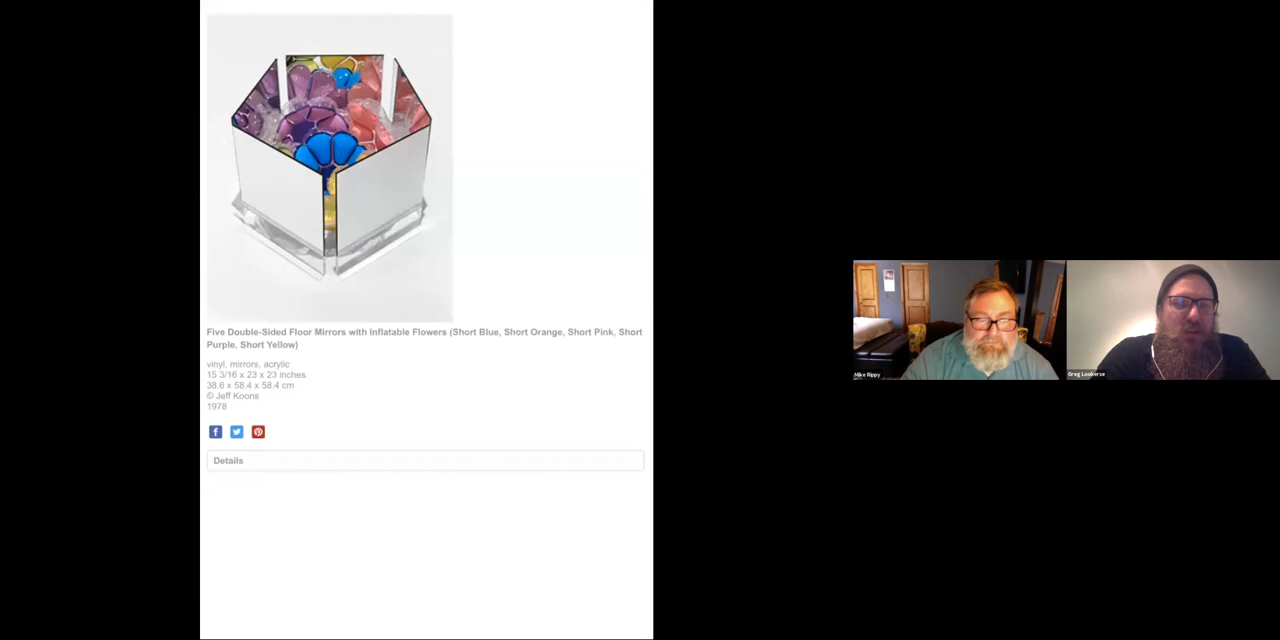 Five Double-Sided Floor Mirrors with Inflatable Flowers (Short Blue, Short Orange, Short Pink, Short
Purple, Short Yellow)
vinyl, mirrors, acrylic
15 3/16 x 23 x 23 inches
38.6 x 58.4 x 58.4 cm
© Jeff Koons
1978
Details
Mike Rippy
Greg Lookerse